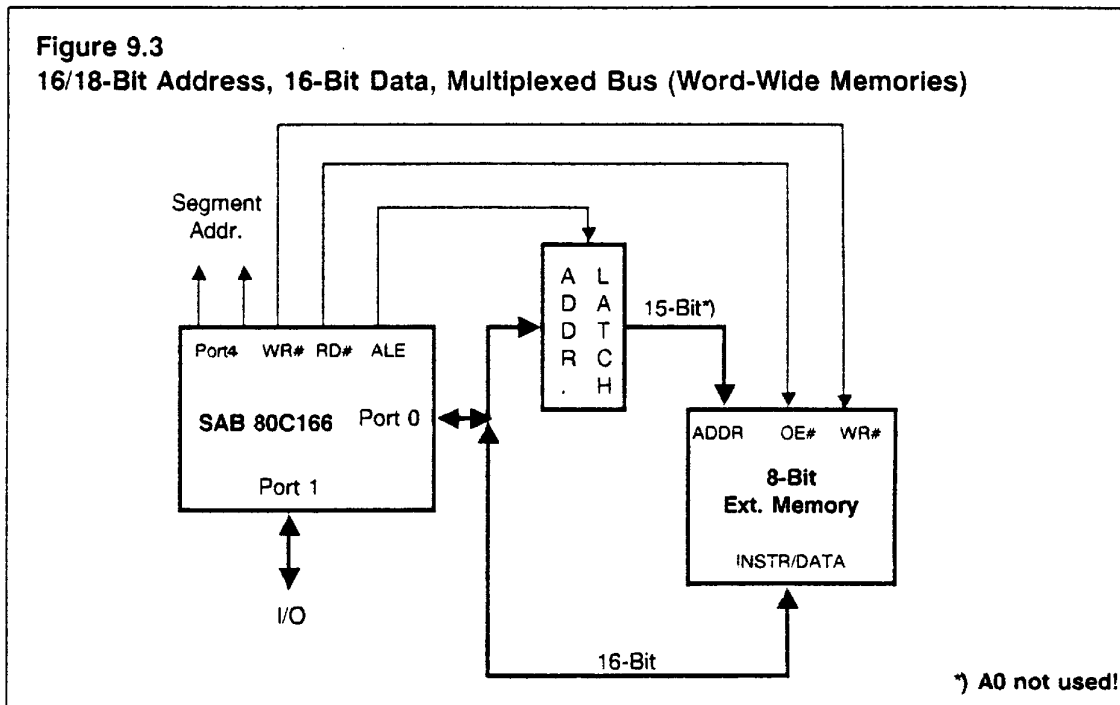 Figure 9.3
16/18-Bit Address, 16-Bit Data, Multiplexed Bus (Word-Wide Memories)
Segment
Addr.
ADDR.
LATCH
15-Bit*)
Port4 WR# RD# ALE
SAB 80C166 Port 0
Port 1
I/O
ADDR OE# WR#
8-Bit
Ext. Memory
INSTR/DATA
16-Bit
*) A0 not used!